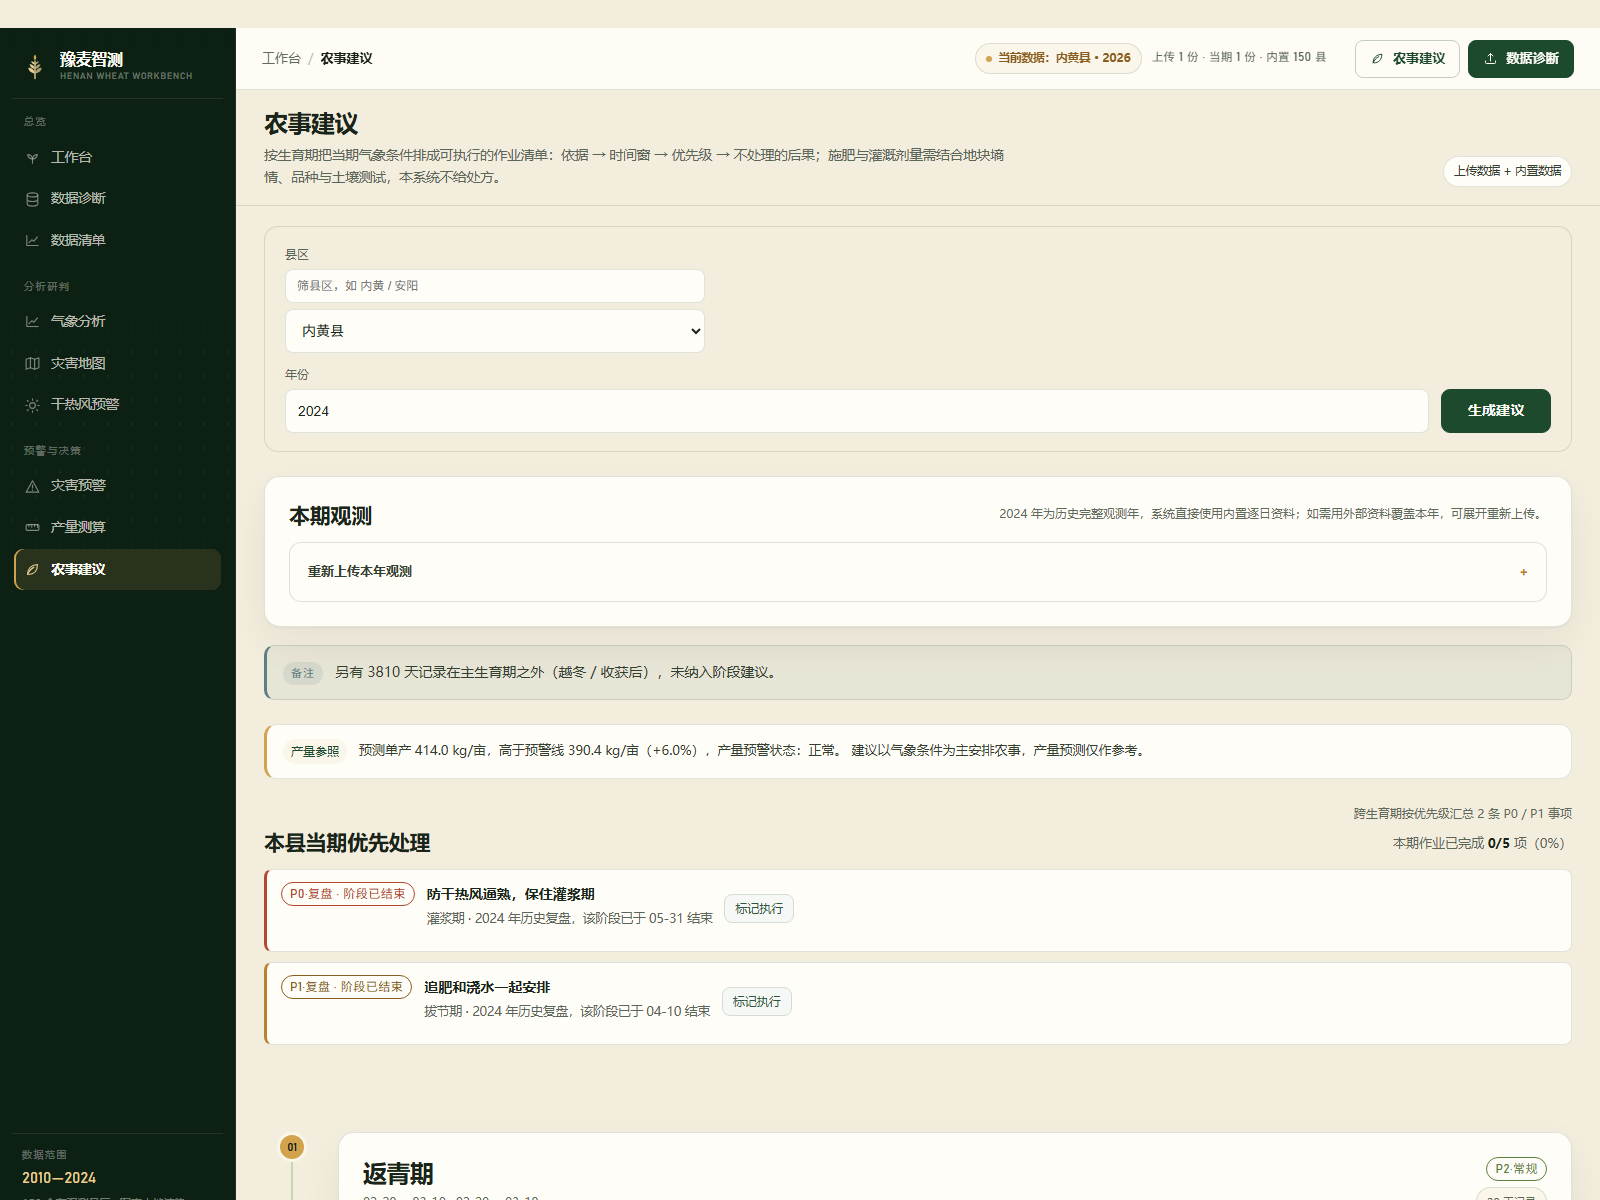 豫麦智测
HENAN WHEAT WORKBENCH
总览
工作台
数据诊断
数据清单
分析研判
气象分析
灾害地图
干热风预警
预警与决策
灾害预警
产量测算
农事建议
数据范围
2010—2024
工作台 / 农事建议
当前数据：内黄县 • 2026
上传 1 份 · 当期 1 份 · 内置 150 县
农事建议
数据诊断
农事建议
按生育期把当期气象条件排成可执行的作业清单：依据 → 时间窗 → 优先级 → 不处理的后果；施肥与灌溉剂量需结合地块墒
情、品种与土壤测试，本系统不给处方。
上传数据 + 内置数据
县区
筛县区，如 内黄 / 安阳
内黄县
年份
2024
生成建议
本期观测
2024 年为历史完整观测年，系统直接使用内置逐日资料；如需用外部资料覆盖本年，可展开重新上传。
重新上传本年观测
+
备注
另有 3810 天记录在主生育期之外（越冬 / 收获后），未纳入阶段建议。
产量参照
预测单产 414.0 kg/亩，高于预警线 390.4 kg/亩（+6.0%），产量预警状态：正常。 建议以气象条件为主安排农事，产量预测仅作参考。
跨生育期按优先级汇总 2 条 P0 / P1 事项
本县当期优先处理
本期作业已完成 0/5 项（0%）
P0·复盘 · 阶段已结束
防干热风逼熟，保住灌浆期
灌浆期 · 2024 年历史复盘，该阶段已于 05-31 结束
标记执行
P1·复盘 · 阶段已结束
追肥和浇水一起安排
拔节期 · 2024 年历史复盘，该阶段已于 04-10 结束
标记执行
01
返青期
P2·常规